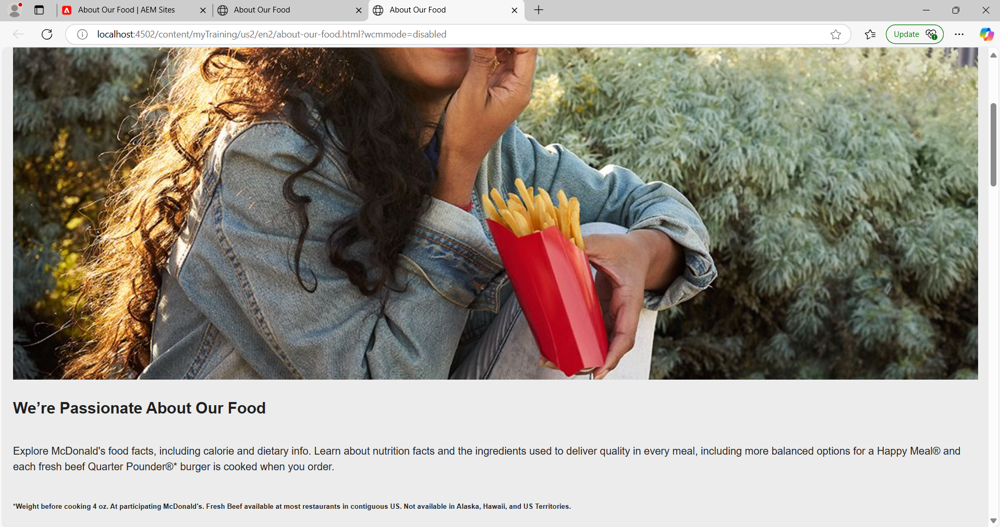 About Our Food | AEM Sites
About Our Food
About Our Food
localhost:4502/content/myTraining/us2/en2/about-our-food.html?wcmmode=disabled
Update
We’re Passionate About Our Food
Explore McDonald's food facts, including calorie and dietary info. Learn about nutrition facts and the ingredients used to deliver quality in every meal, including more balanced options for a Happy Meal® and
each fresh beef Quarter Pounder®* burger is cooked when you order.
*Weight before cooking 4 oz. At participating McDonald's. Fresh Beef available at most restaurants in contiguous US. Not available in Alaska, Hawaii, and US Territories.